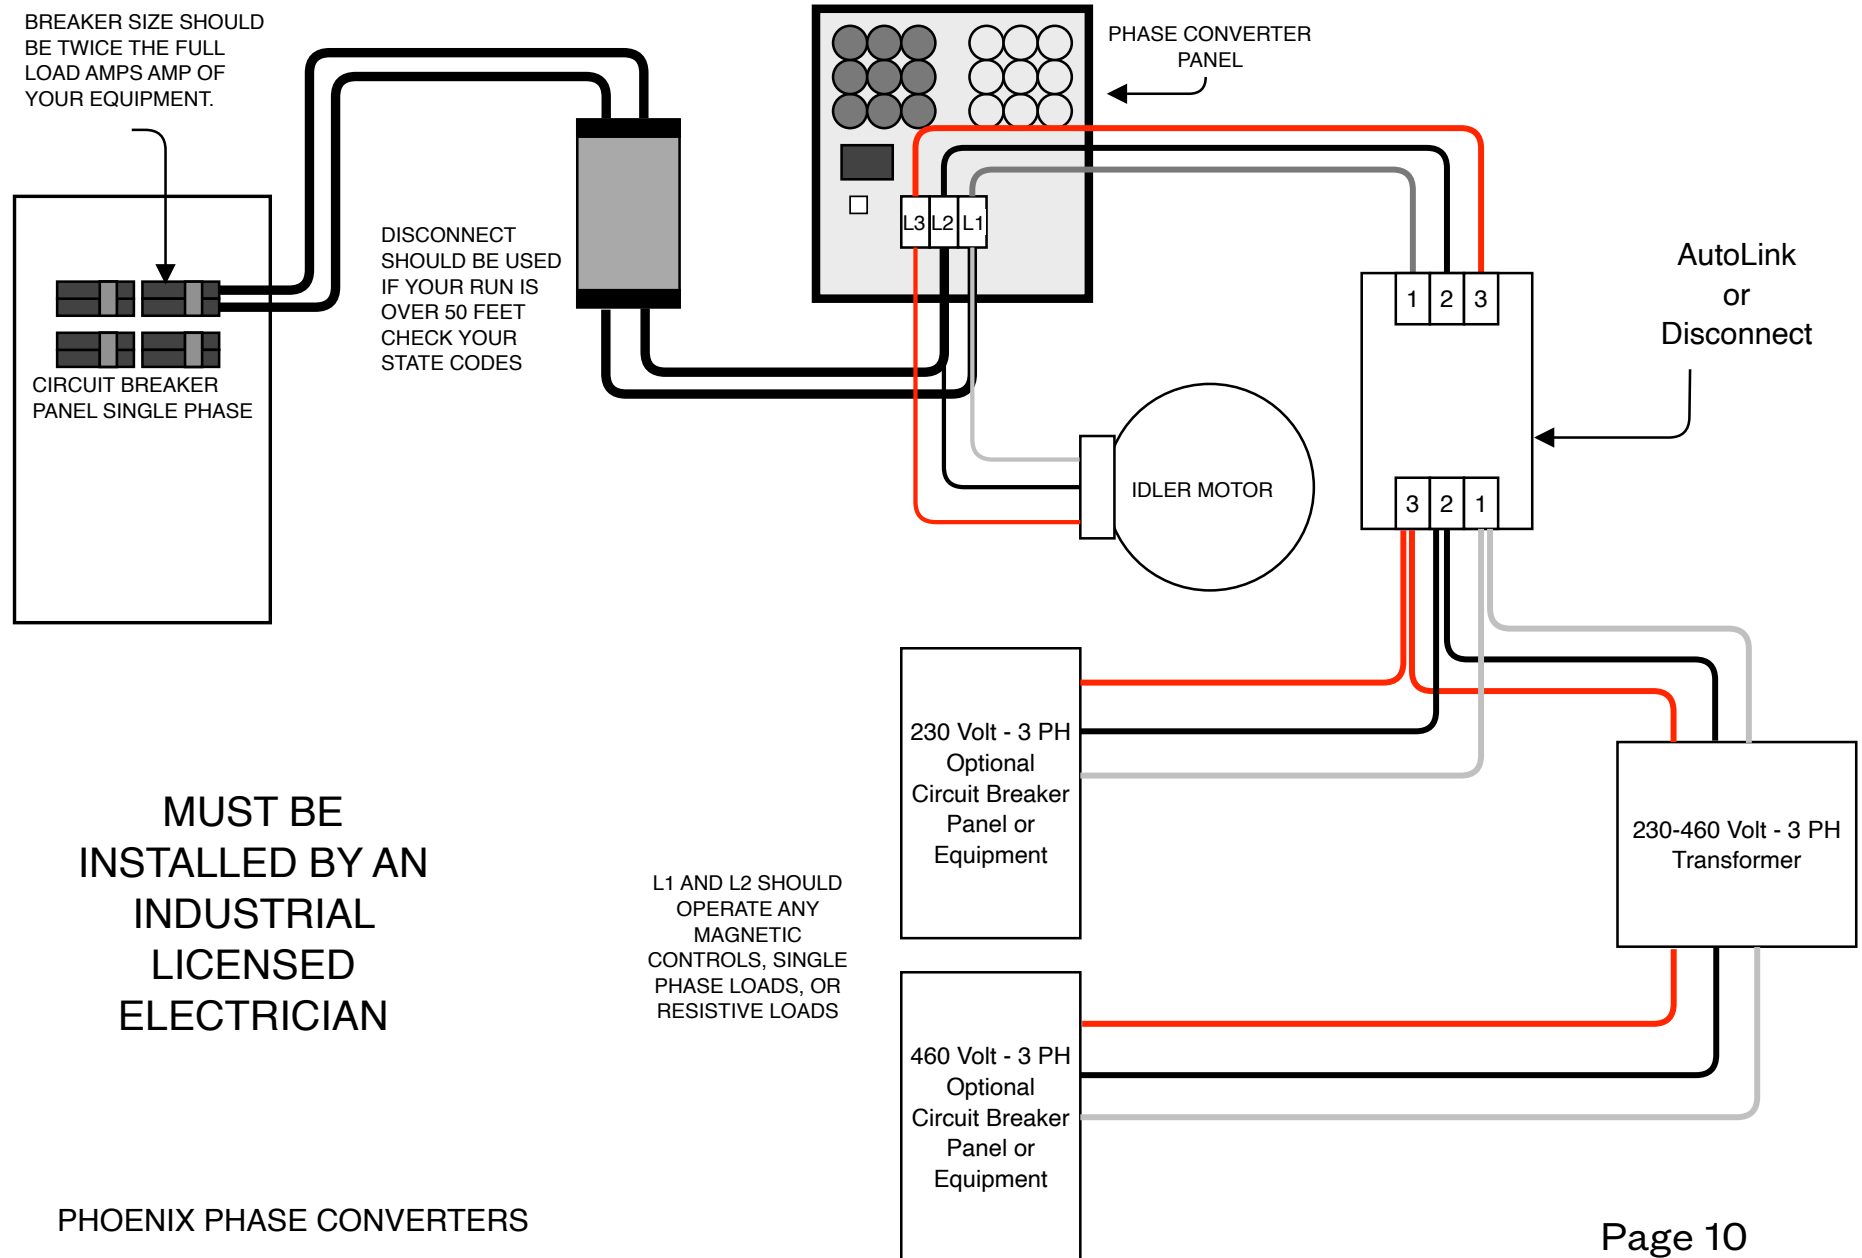 BREAKER SIZE SHOULD
BE TWICE THE FULL
LOAD AMPS AMP OF
YOUR EQUIPMENT.
PHASE CONVERTER
PANEL
DISCONNECT
SHOULD BE USED
IF YOUR RUN IS
OVER 50 FEET
CHECK YOUR
STATE CODES
L3 L2 L1
AutoLink
or
Disconnect
1 2 3
CIRCUIT BREAKER
PANEL SINGLE PHASE
IDLER MOTOR
3 2 1
230 Volt - 3 PH
Optional
Circuit Breaker
Panel or
Equipment
230-460 Volt - 3 PH
Transformer
MUST BE
INSTALLED BY AN
INDUSTRIAL
LICENSED
ELECTRICIAN
L1 AND L2 SHOULD
OPERATE ANY
MAGNETIC
CONTROLS, SINGLE
PHASE LOADS, OR
RESISTIVE LOADS
460 Volt - 3 PH
Optional
Circuit Breaker
Panel or
Equipment
PHOENIX PHASE CONVERTERS
Page 10